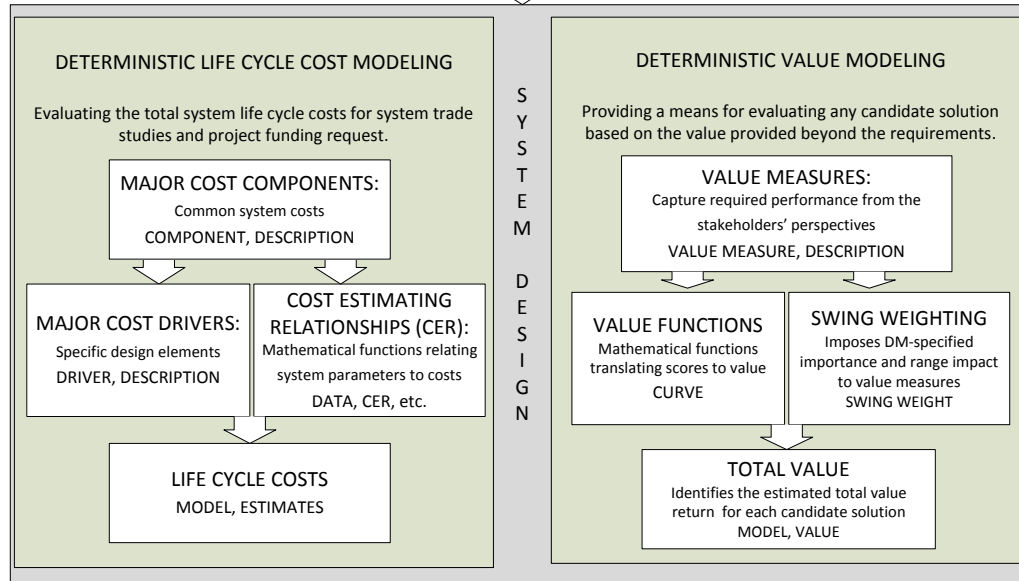 DETERMINISTIC LIFE CYCLE COST MODELING
Evaluating the total system life cycle costs for system trade
studies and project funding request.
MAJOR COST COMPONENTS:
Common system costs
COMPONENT, DESCRIPTION
MAJOR COST DRIVERS:
Specific design elements
DRIVER, DESCRIPTION
COST ESTIMATING
RELATIONSHIPS (CER):
Mathematical functions relating
system parameters to costs
DATA, CER, etc.
LIFE CYCLE COSTS
MODEL, ESTIMATES
S
Y
S
T
E
M
D
E
S
I
G
N
DETERMINISTIC VALUE MODELING
Providing a means for evaluating any candidate solution
based on the value provided beyond the requirements.
VALUE MEASURES:
Capture required performance from the
stakeholders’ perspectives
VALUE MEASURE, DESCRIPTION
VALUE FUNCTIONS
Mathematical functions
translating scores to value
CURVE
SWING WEIGHTING
Imposes DM-specified
importance and range impact
to value measures
SWING WEIGHT
TOTAL VALUE
Identifies the estimated total value
return for each candidate solution
MODEL, VALUE